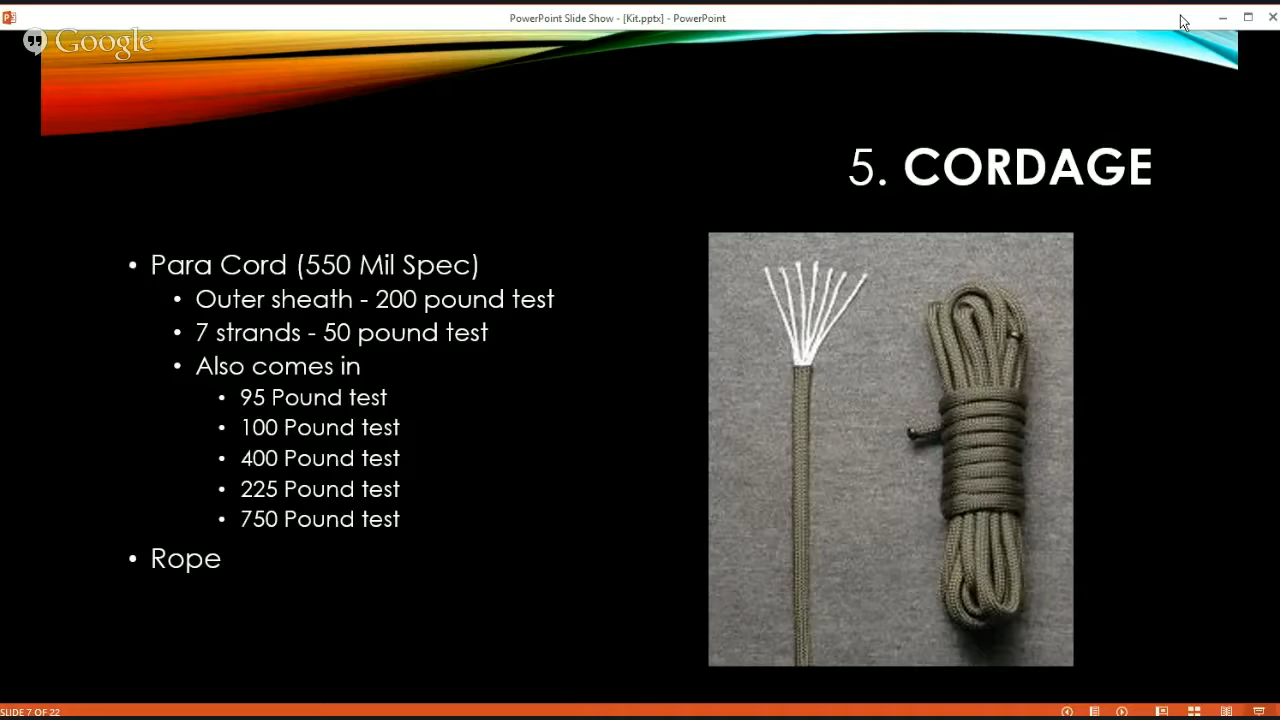 PowerPoint Slide Show - [Kit.pptx] - PowerPoint
Google
5. CORDAGE
• Para Cord (550 Mil Spec)
• Outer sheath - 200 pound test
• 7 strands - 50 pound test
• Also comes in
• 95 Pound test
• 100 Pound test
• 400 Pound test
• 225 Pound test
• 750 Pound test
• Rope
SLIDE 7 OF 22